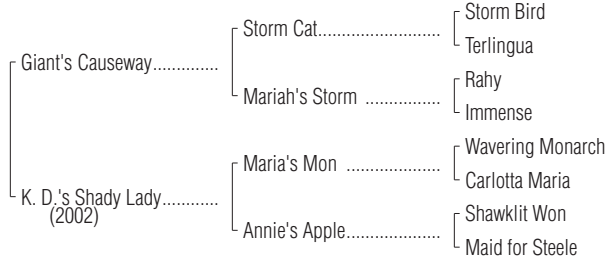 Storm Bird
Storm Cat..........................
Terlingua
Giant's Causeway..............
Rahy
Mariah's Storm ................
Immense
Wavering Monarch
Maria's Mon ....................
Carlotta Maria
K. D.'s Shady Lady............
(2002)
Shawklit Won
Annie's Apple....................
Maid for Steele